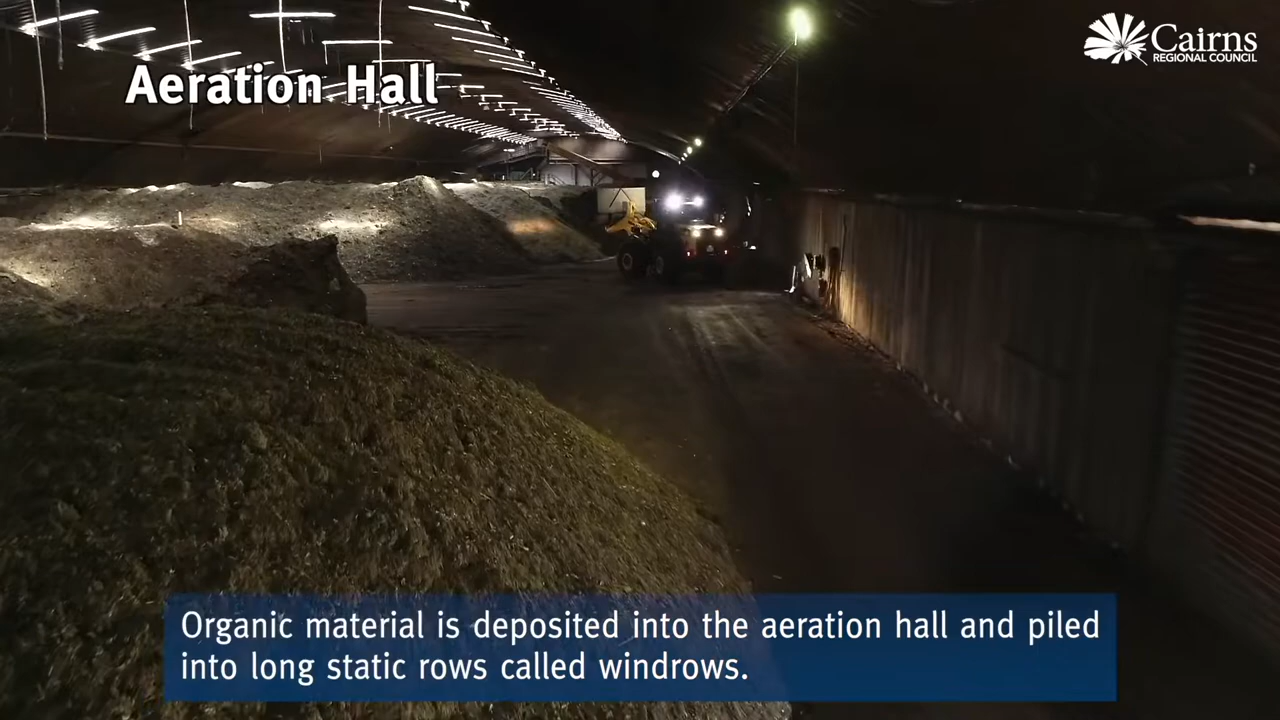 Cairns
REGIONAL COUNCIL
Aeration Hall
Organic material is deposited into the aeration hall and piled
into long static rows called windrows.